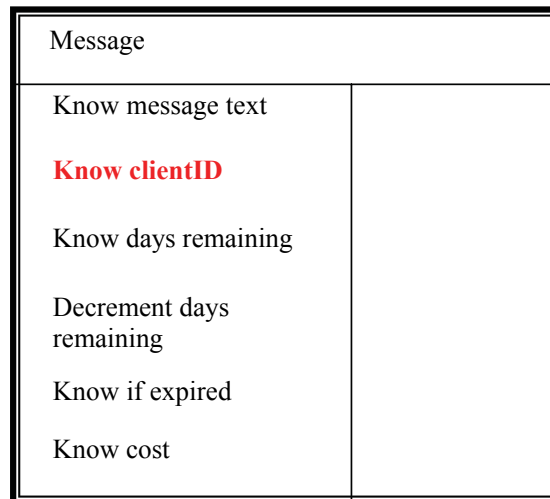 Message
Know message text
Know clientID
Know days remaining
Decrement days
remaining
Know if expired
Know cost